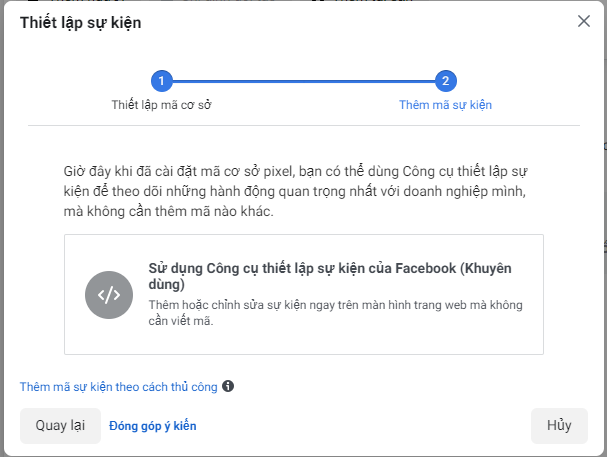 Thiết lập sự kiện
1
2
Thiết lập mã cơ sở
Thêm mã sự kiện
Giờ đây khi đã cài đặt mã cơ sở pixel, bạn có thể dùng Công cụ thiết lập sự
kiện để theo dõi những hành động quan trọng nhất với doanh nghiệp mình,
mà không cần thêm mã nào khác.
Sử dụng Công cụ thiết lập sự kiện của Facebook (Khuyên
dùng)
Thêm hoặc chỉnh sửa sự kiện ngay trên màn hình trang web mà không
cần viết mã.
Thêm mã sự kiện theo cách thủ công
Quay lại
Đóng góp ý kiến
Hủy